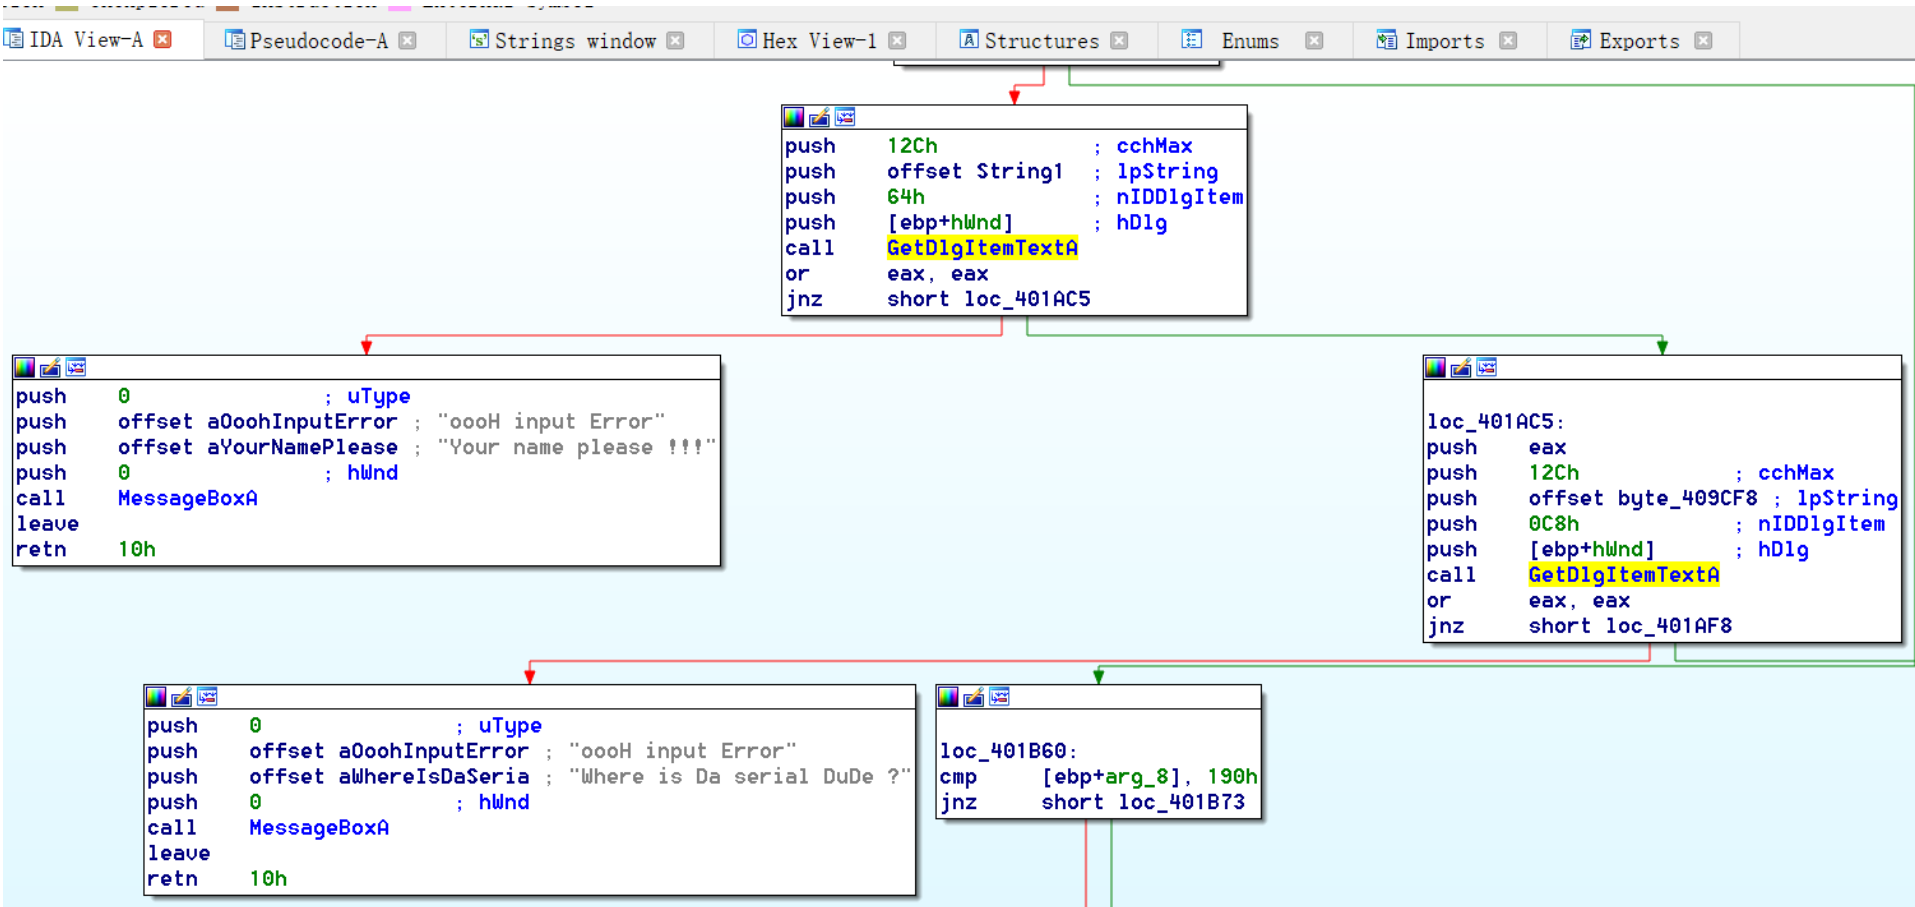 IDA View-A
Pseudocode-A
Strings window
Hex View-1
Structures
Enums
Imports
Exports
push 12Ch ; cchMax
push offset String1 ; lpString
push 64h ; nIDDlgItem
push [ebp+hWnd] ; hDlg
call GetDlgItemTextA
or eax, eax
jnz short loc_401AC5
push 0 ; uType
push offset aOoohInputError ; "oooH input Error"
push offset aYourNamePlease ; "Your name please !!!"
push 0 ; hWnd
call MessageBoxA
leave
retn 10h
loc_401AC5:
push eax
push 12Ch ; cchMax
push offset byte_409CF8 ; lpString
push 0C8h ; nIDDlgItem
push [ebp+hWnd] ; hDlg
call GetDlgItemTextA
or eax, eax
jnz short loc_401AF8
push 0 ; uType
push offset aOoohInputError ; "oooH input Error"
push offset aWhereIsDaSeria ; "Where is Da serial DuDe ?"
push 0 ; hWnd
call MessageBoxA
leave
retn 10h
loc_401B60:
cmp [ebp+arg_8], 190h
jnz short loc_401B73